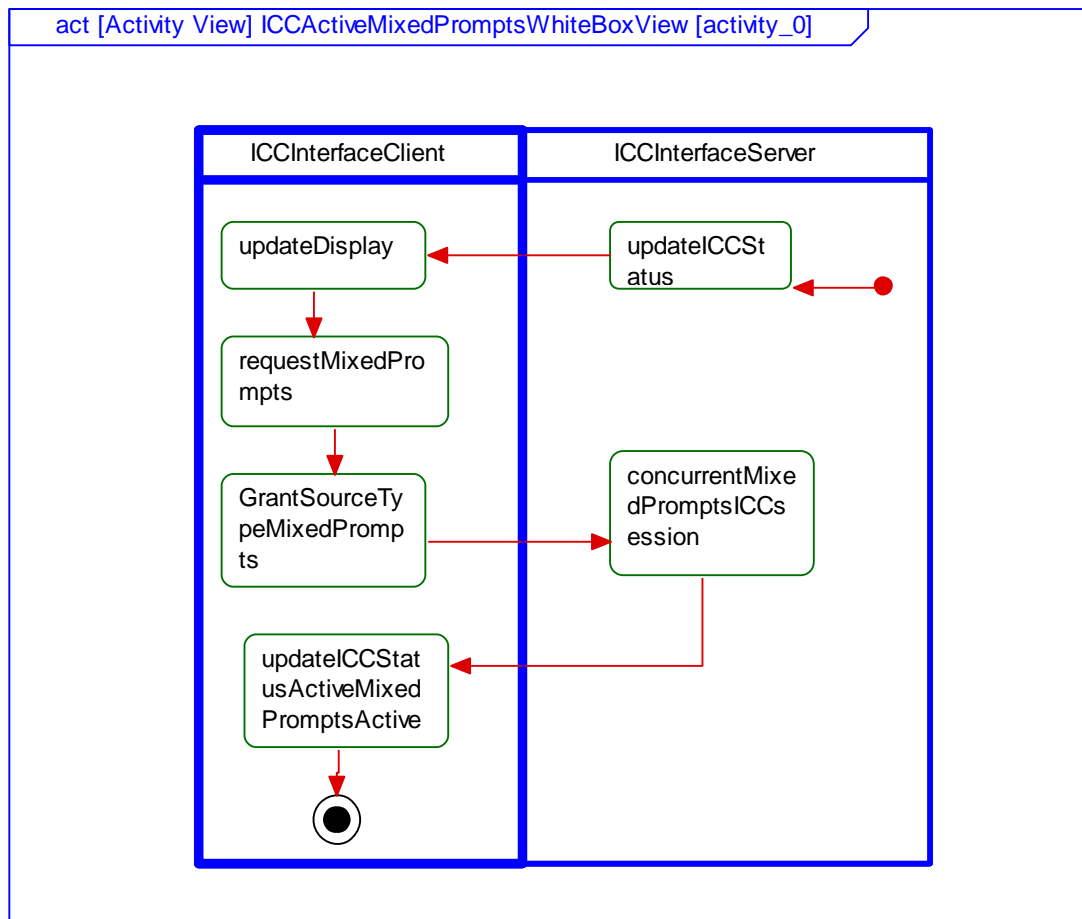 act [Activity View] ICCActiveMixedPromptsWhiteBoxView [activity_0]
ICCInterfaceClient
ICCInterfaceServer
updateDisplay
updateICCSt
atus
requestMixedPro
mpts
GrantSourceTy
peMixedPromp
ts
concurrentMixe
dPromptsICCs
ession
updateICCStat
usActiveMixed
PromptsActive